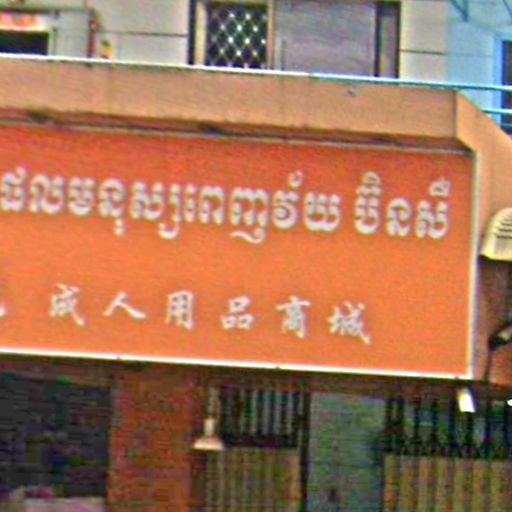 ផលមនុស្សពេញវ័យ ប៊ិនសឺ
成人用品商城